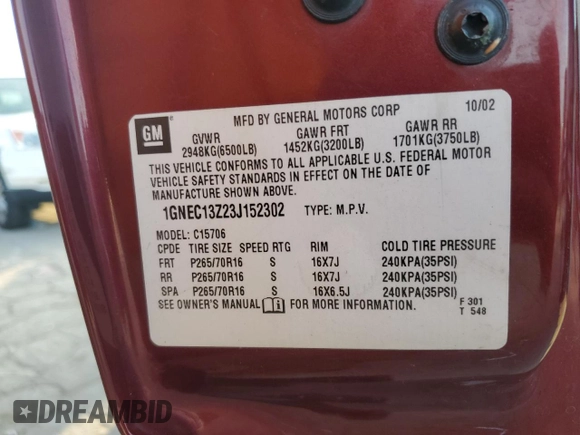 MFD BY GENERAL MOTORS CORP 10/02
GM
GVWR GAWR FRT GAWR RR
2948KG(6500LB) 1452KG(3200LB) 1701KG(3750LB)
THIS VEHICLE CONFORMS TO ALL APPLICABLE U.S. FEDERAL MOTOR
VEHICLE SAFETY STANDARDS IN EFFECT ON THE DATE OF
MANUFACTURE SHOWN ABOVE.
1GNEC13Z23J152302 TYPE: M.P.V.
MODEL: C15706
CPDE TIRE SIZE SPEED RTG RIM COLD TIRE PRESSURE
FRT P265/70R16 S 16X7J 240KPA(35PSI)
RR P265/70R16 S 16X7J 240KPA(35PSI)
SPA P265/70R16 S 16X6.5J 240KPA(35PSI)
SEE OWNER'S MANUAL FOR MORE INFORMATION.
F 301
T 548
DREAMBID